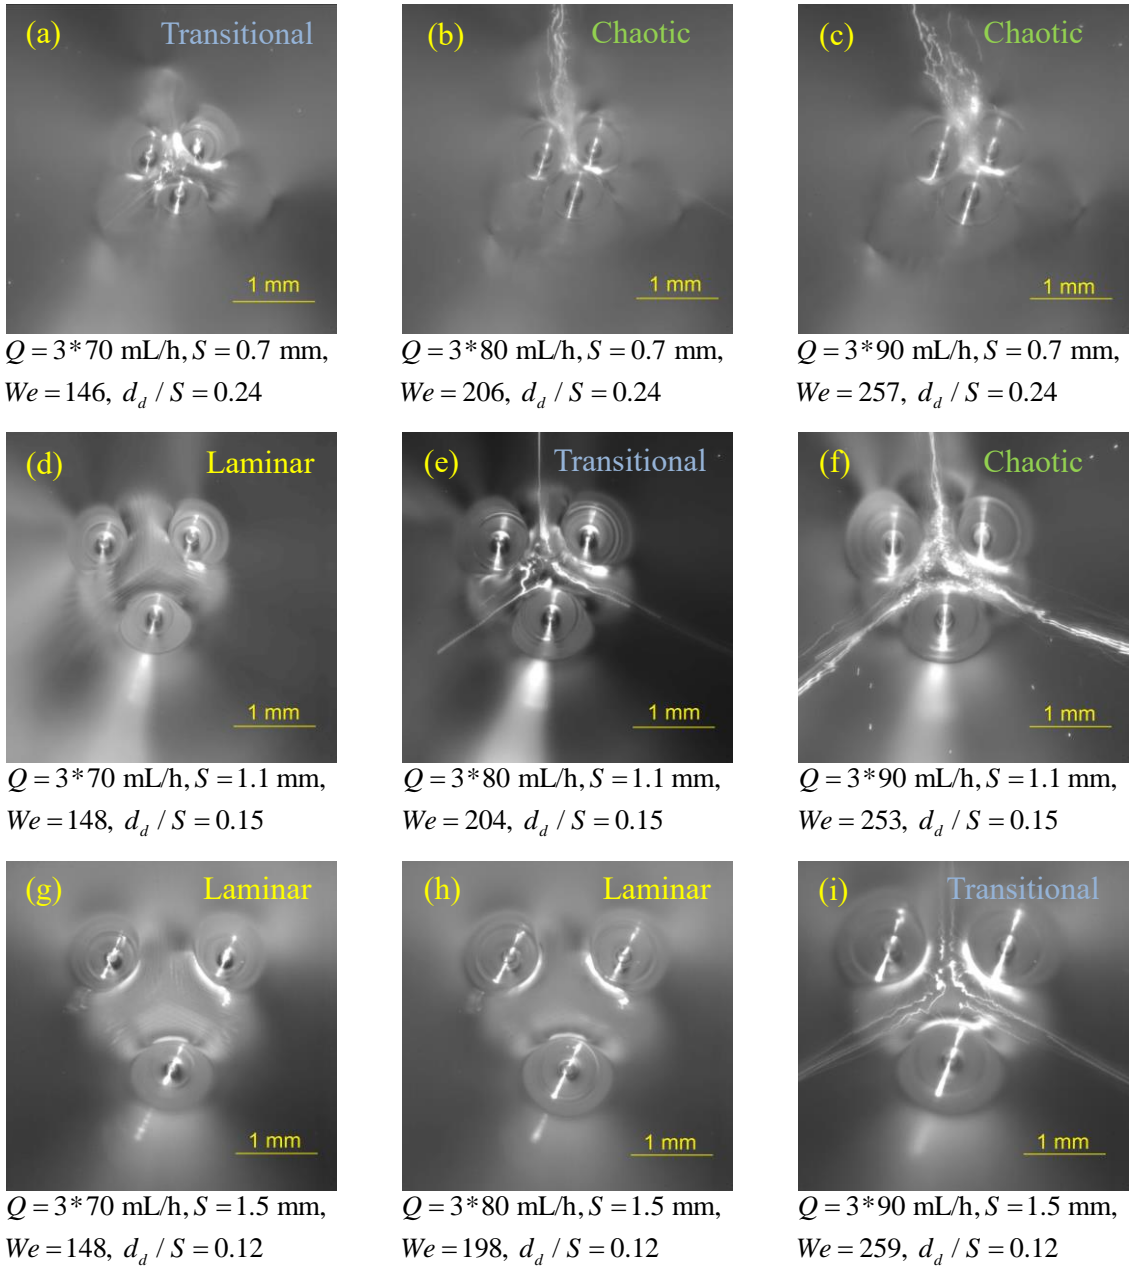 (a) Transitional
1 mm
(b) Chaotic
1 mm
(c) Chaotic
1 mm
Q = 3*70 mL/h, S = 0.7 mm,
We = 146, d_d / S = 0.24
Q = 3*80 mL/h, S = 0.7 mm,
We = 206, d_d / S = 0.24
Q = 3*90 mL/h, S = 0.7 mm,
We = 257, d_d / S = 0.24
(d) Laminar
1 mm
(e) Transitional
1 mm
(f) Chaotic
1 mm
Q = 3*70 mL/h, S = 1.1 mm,
We = 148, d_d / S = 0.15
Q = 3*80 mL/h, S = 1.1 mm,
We = 204, d_d / S = 0.15
Q = 3*90 mL/h, S = 1.1 mm,
We = 253, d_d / S = 0.15
(g) Laminar
1 mm
(h) Laminar
1 mm
(i) Transitional
1 mm
Q = 3*70 mL/h, S = 1.5 mm,
We = 148, d_d / S = 0.12
Q = 3*80 mL/h, S = 1.5 mm,
We = 198, d_d / S = 0.12
Q = 3*90 mL/h, S = 1.5 mm,
We = 259, d_d / S = 0.12